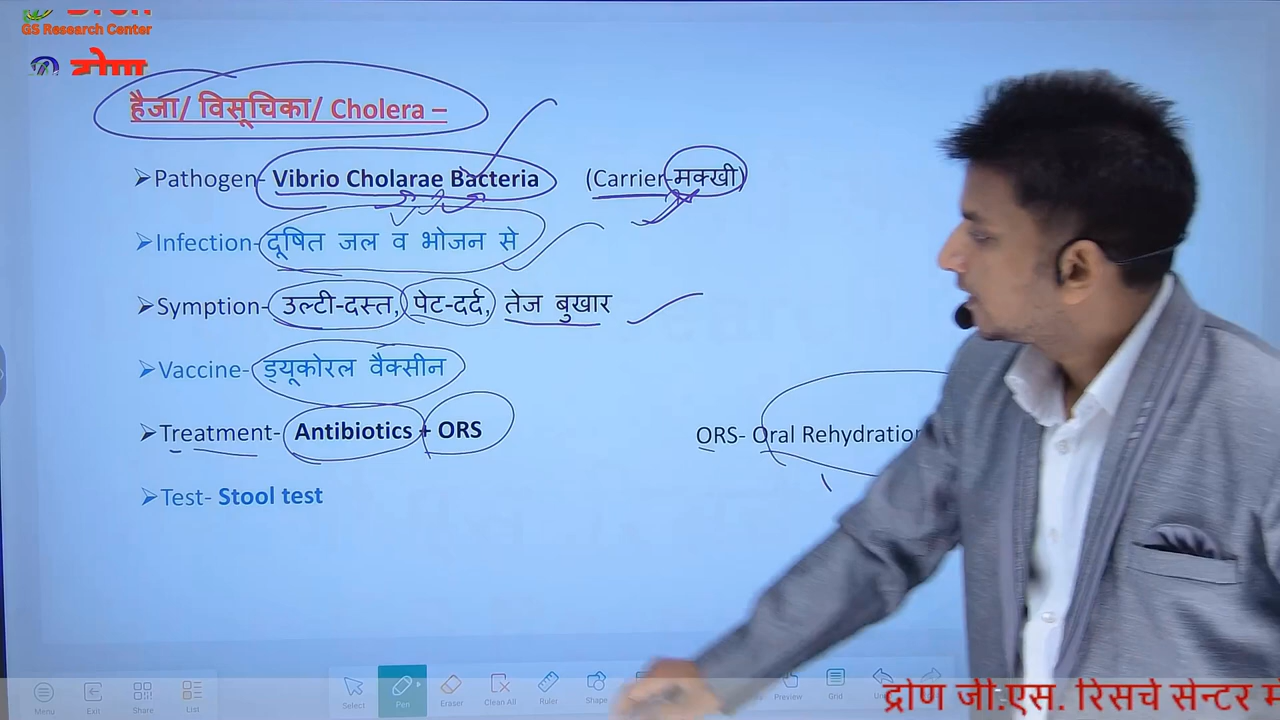 GS Research Center
द्रोण
हैजा/ विसूचिका/ Cholera –
➢Pathogen- Vibrio Cholarae Bacteria (Carrier-मक्खी)
➢Infection- दूषित जल व भोजन से
➢Symption- उल्टी-दस्त, पेट-दर्द, तेज बुखार
➢Vaccine- ड्यूकोरल वैक्सीन
➢Treatment- Antibiotics + ORS ORS- Oral Rehydration
➢Test- Stool test
Menu Exit Share List Select Pen Eraser Clean All Ruler Shape Preview Grid
द्रोण जी.एस. रिसर्च सेन्टर में